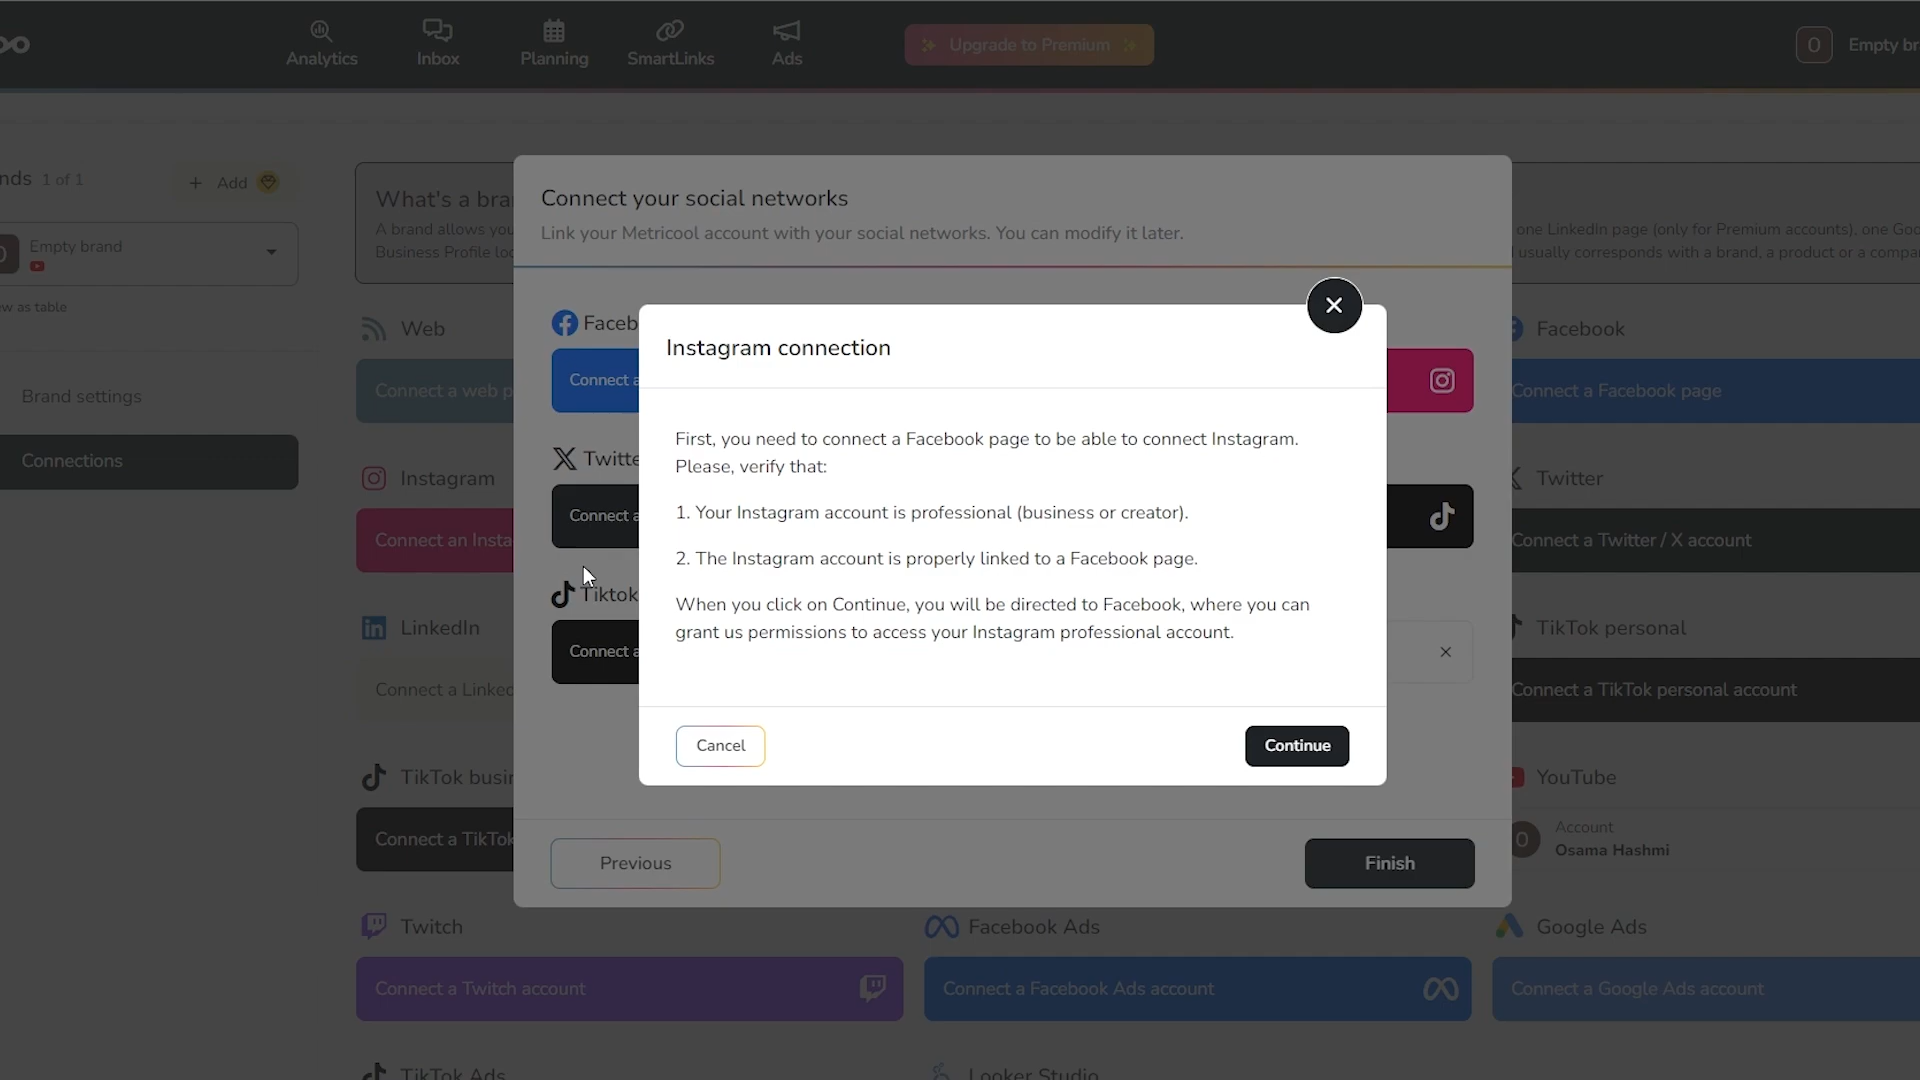 Analytics
Inbox
Planning
SmartLinks
Ads
Upgrade to Premium
0
Empty br
nds 1 of 1
+ Add
Empty brand
ew as table
Brand settings
Connections
What's a bra
A brand allows you
Business Profile loc
one LinkedIn page (only for Premium accounts), one Goo
usually corresponds with a brand, a product or a compa
Connect your social networks
Link your Metricool account with your social networks. You can modify it later.
Web
Connect a web p
Instagram
Connect an Insta
LinkedIn
Connect a Linked
TikTok busin
Connect a TikTok
Twitch
Connect a Twitch account
TikTok Ads
Faceb
Connect a
Twitte
Connect a
Tiktok
Connect a
Instagram connection
First, you need to connect a Facebook page to be able to connect Instagram.
Please, verify that:
1. Your Instagram account is professional (business or creator).
2. The Instagram account is properly linked to a Facebook page.
When you click on Continue, you will be directed to Facebook, where you can
grant us permissions to access your Instagram professional account.
Cancel
Continue
Previous
Finish
Facebook Ads
Connect a Facebook Ads account
Looker Studio
Facebook
Connect a Facebook page
Twitter
Connect a Twitter / X account
TikTok personal
Connect a TikTok personal account
YouTube
0
Account
Osama Hashmi
Google Ads
Connect a Google Ads account